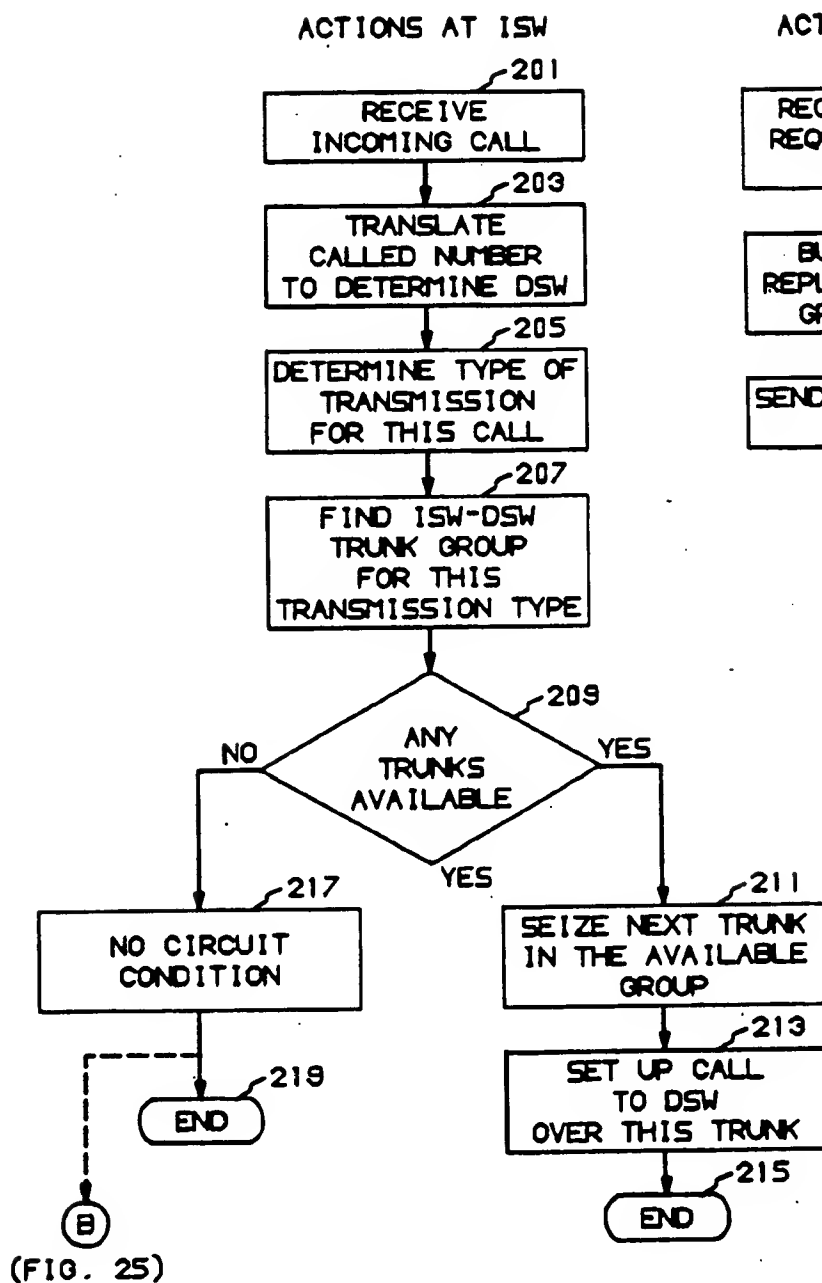 ACTIONS AT ISW
201
RECEIVE
INCOMING CALL
203
TRANSLATE
CALLED NUMBER
TO DETERMINE DSW
205
DETERMINE TYPE OF
TRANSMISSION
FOR THIS CALL
207
FIND ISW-DSW
TRUNK GROUP
FOR THIS
TRANSMISSION TYPE
209
NO
ANY
TRUNKS
AVAILABLE
YES
YES
217
NO CIRCUIT
CONDITION
219
END
B
(FIG. 25)
211
SEIZE NEXT TRUNK
IN THE AVAILABLE
GROUP
213
SET UP CALL
TO DSW
OVER THIS TRUNK
215
END
SEND